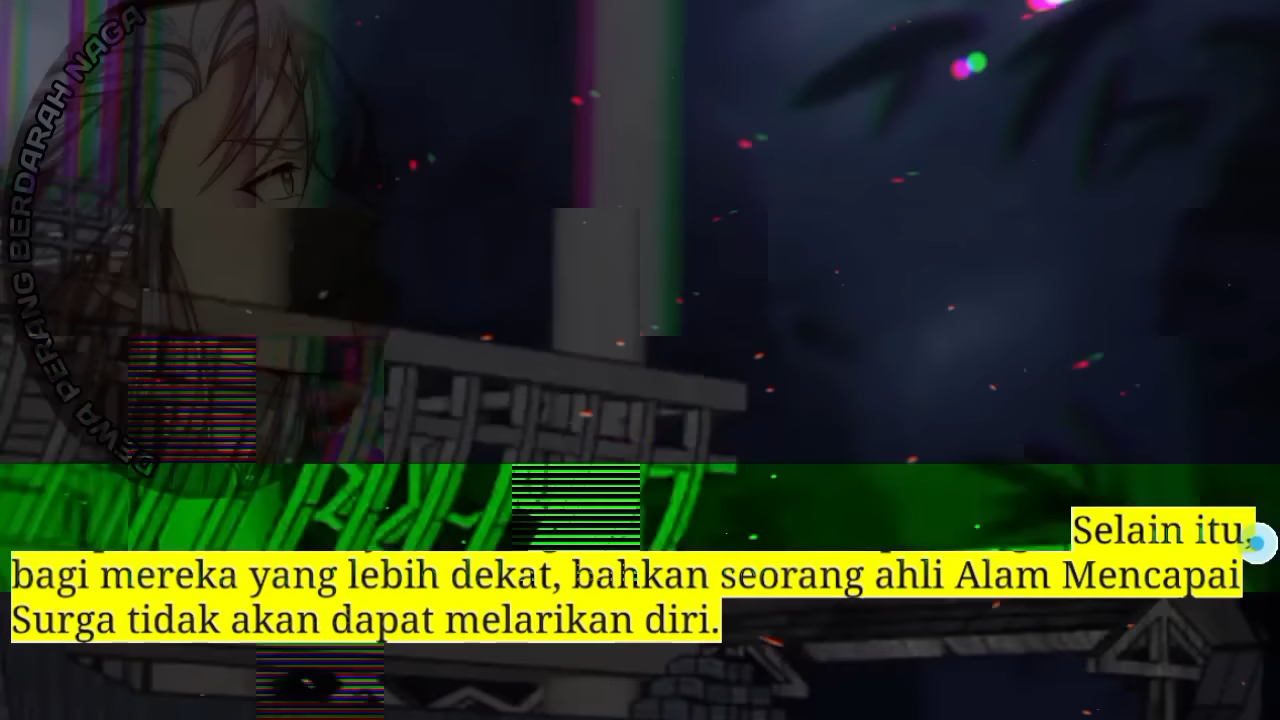 DEWA PERANG BERDARAH NAGA
Selain itu,
bagi mereka yang lebih dekat, bahkan seorang ahli Alam Mencapai
Surga tidak akan dapat melarikan diri.